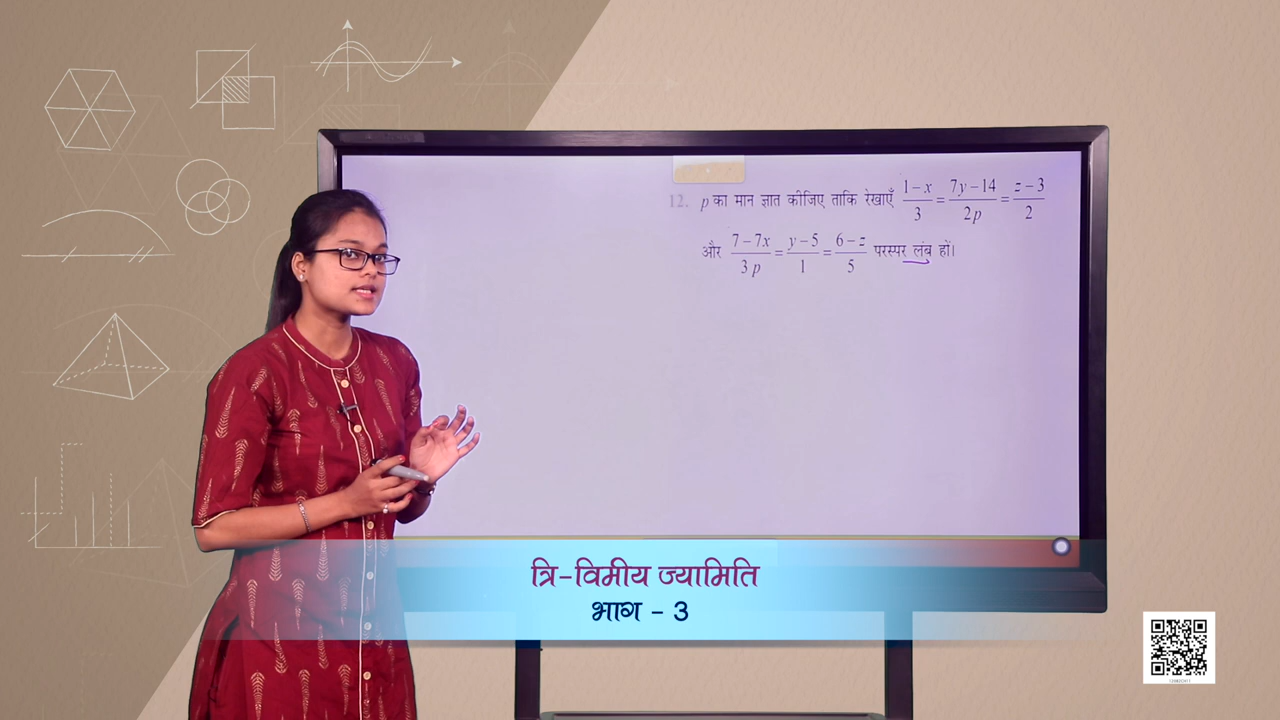 12. p का मान ज्ञात कीजिए ताकि रेखाएँ (1-x)/3 = (7y-14)/2p = (z-3)/2
और (7-7x)/3p = (y-5)/1 = (6-z)/5 परस्पर लंब हों।
त्रि-विमीय ज्यामिति
भाग - 3